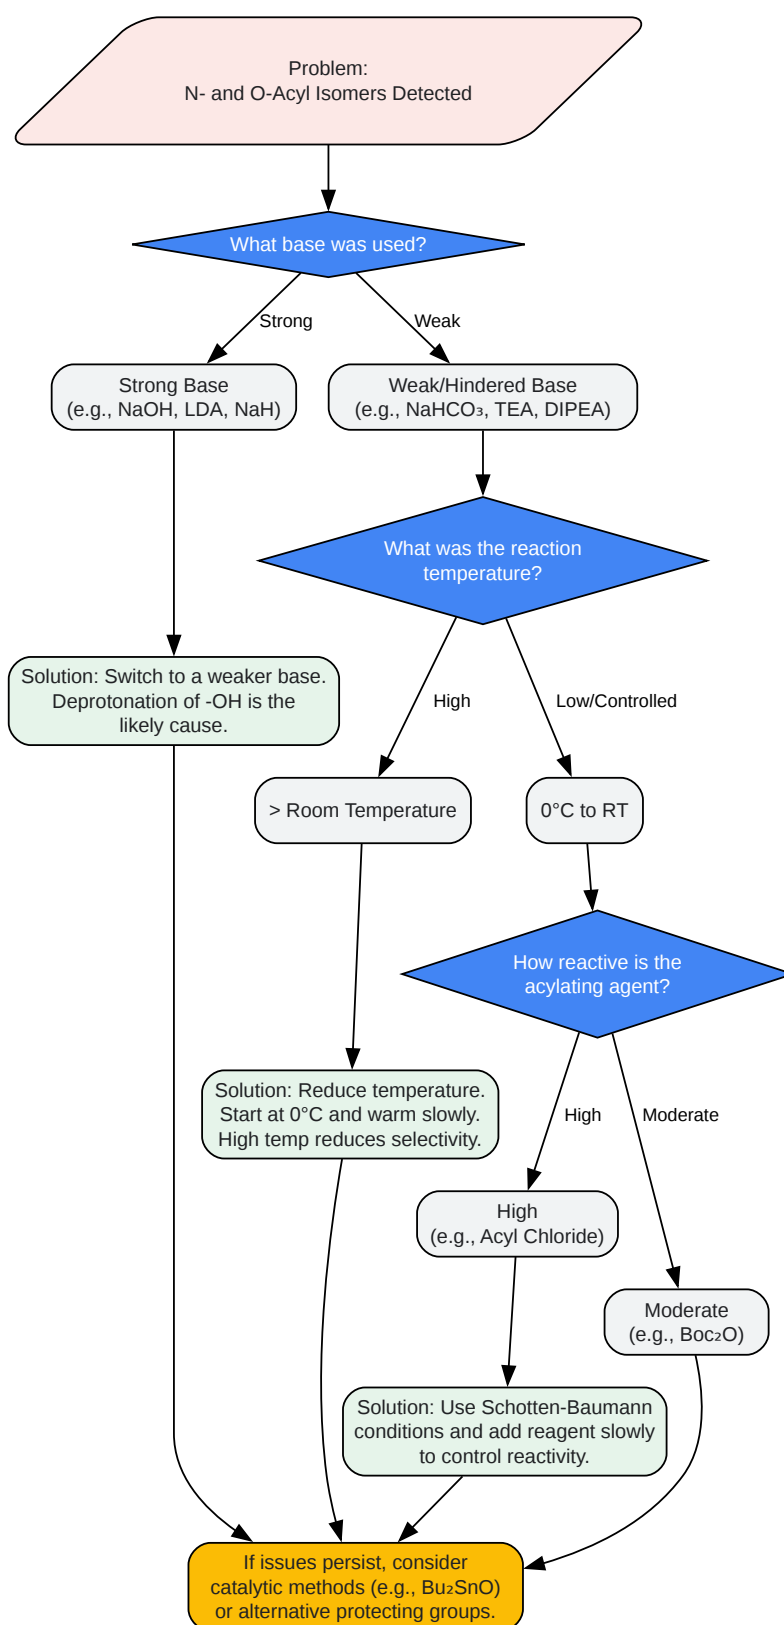 Problem:
N- and O-Acyl Isomers Detected
What base was used?
Strong
Weak
Strong Base
(e.g., NaOH, LDA, NaH)
Weak/Hindered Base
(e.g., NaHCO₃, TEA, DIPEA)
What was the reaction
temperature?
Solution: Switch to a weaker base.
Deprotonation of -OH is the
likely cause.
High
Low/Controlled
> Room Temperature
0°C to RT
How reactive is the
acylating agent?
Solution: Reduce temperature.
Start at 0°C and warm slowly.
High temp reduces selectivity.
High
Moderate
High
(e.g., Acyl Chloride)
Moderate
(e.g., Boc₂O)
Solution: Use Schotten-Baumann
conditions and add reagent slowly
to control reactivity.
If issues persist, consider
catalytic methods (e.g., Bu₂SnO)
or alternative protecting groups.